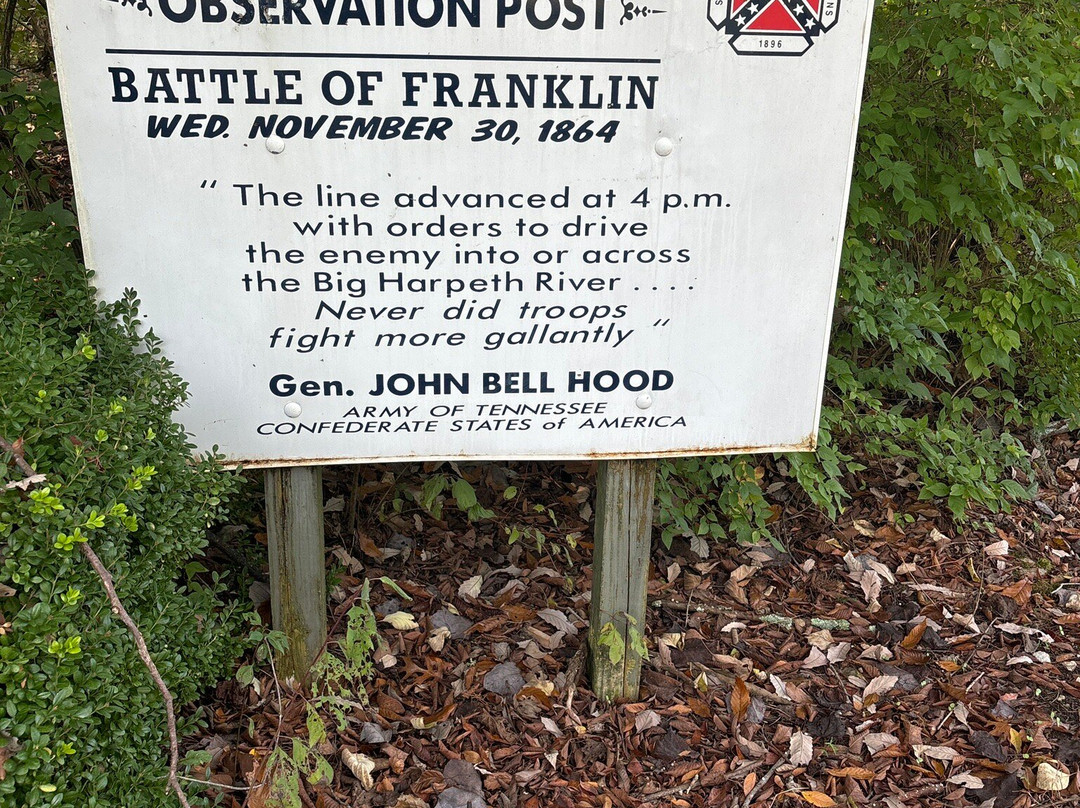 OBSERVATION POST
1896
BATTLE OF FRANKLIN
WED. NOVEMBER 30, 1864
" The line advanced at 4 p.m.
with orders to drive
the enemy into or across
the Big Harpeth River . . . .
Never did troops
fight more gallantly "
Gen. JOHN BELL HOOD
ARMY OF TENNESSEE
CONFEDERATE STATES of AMERICA